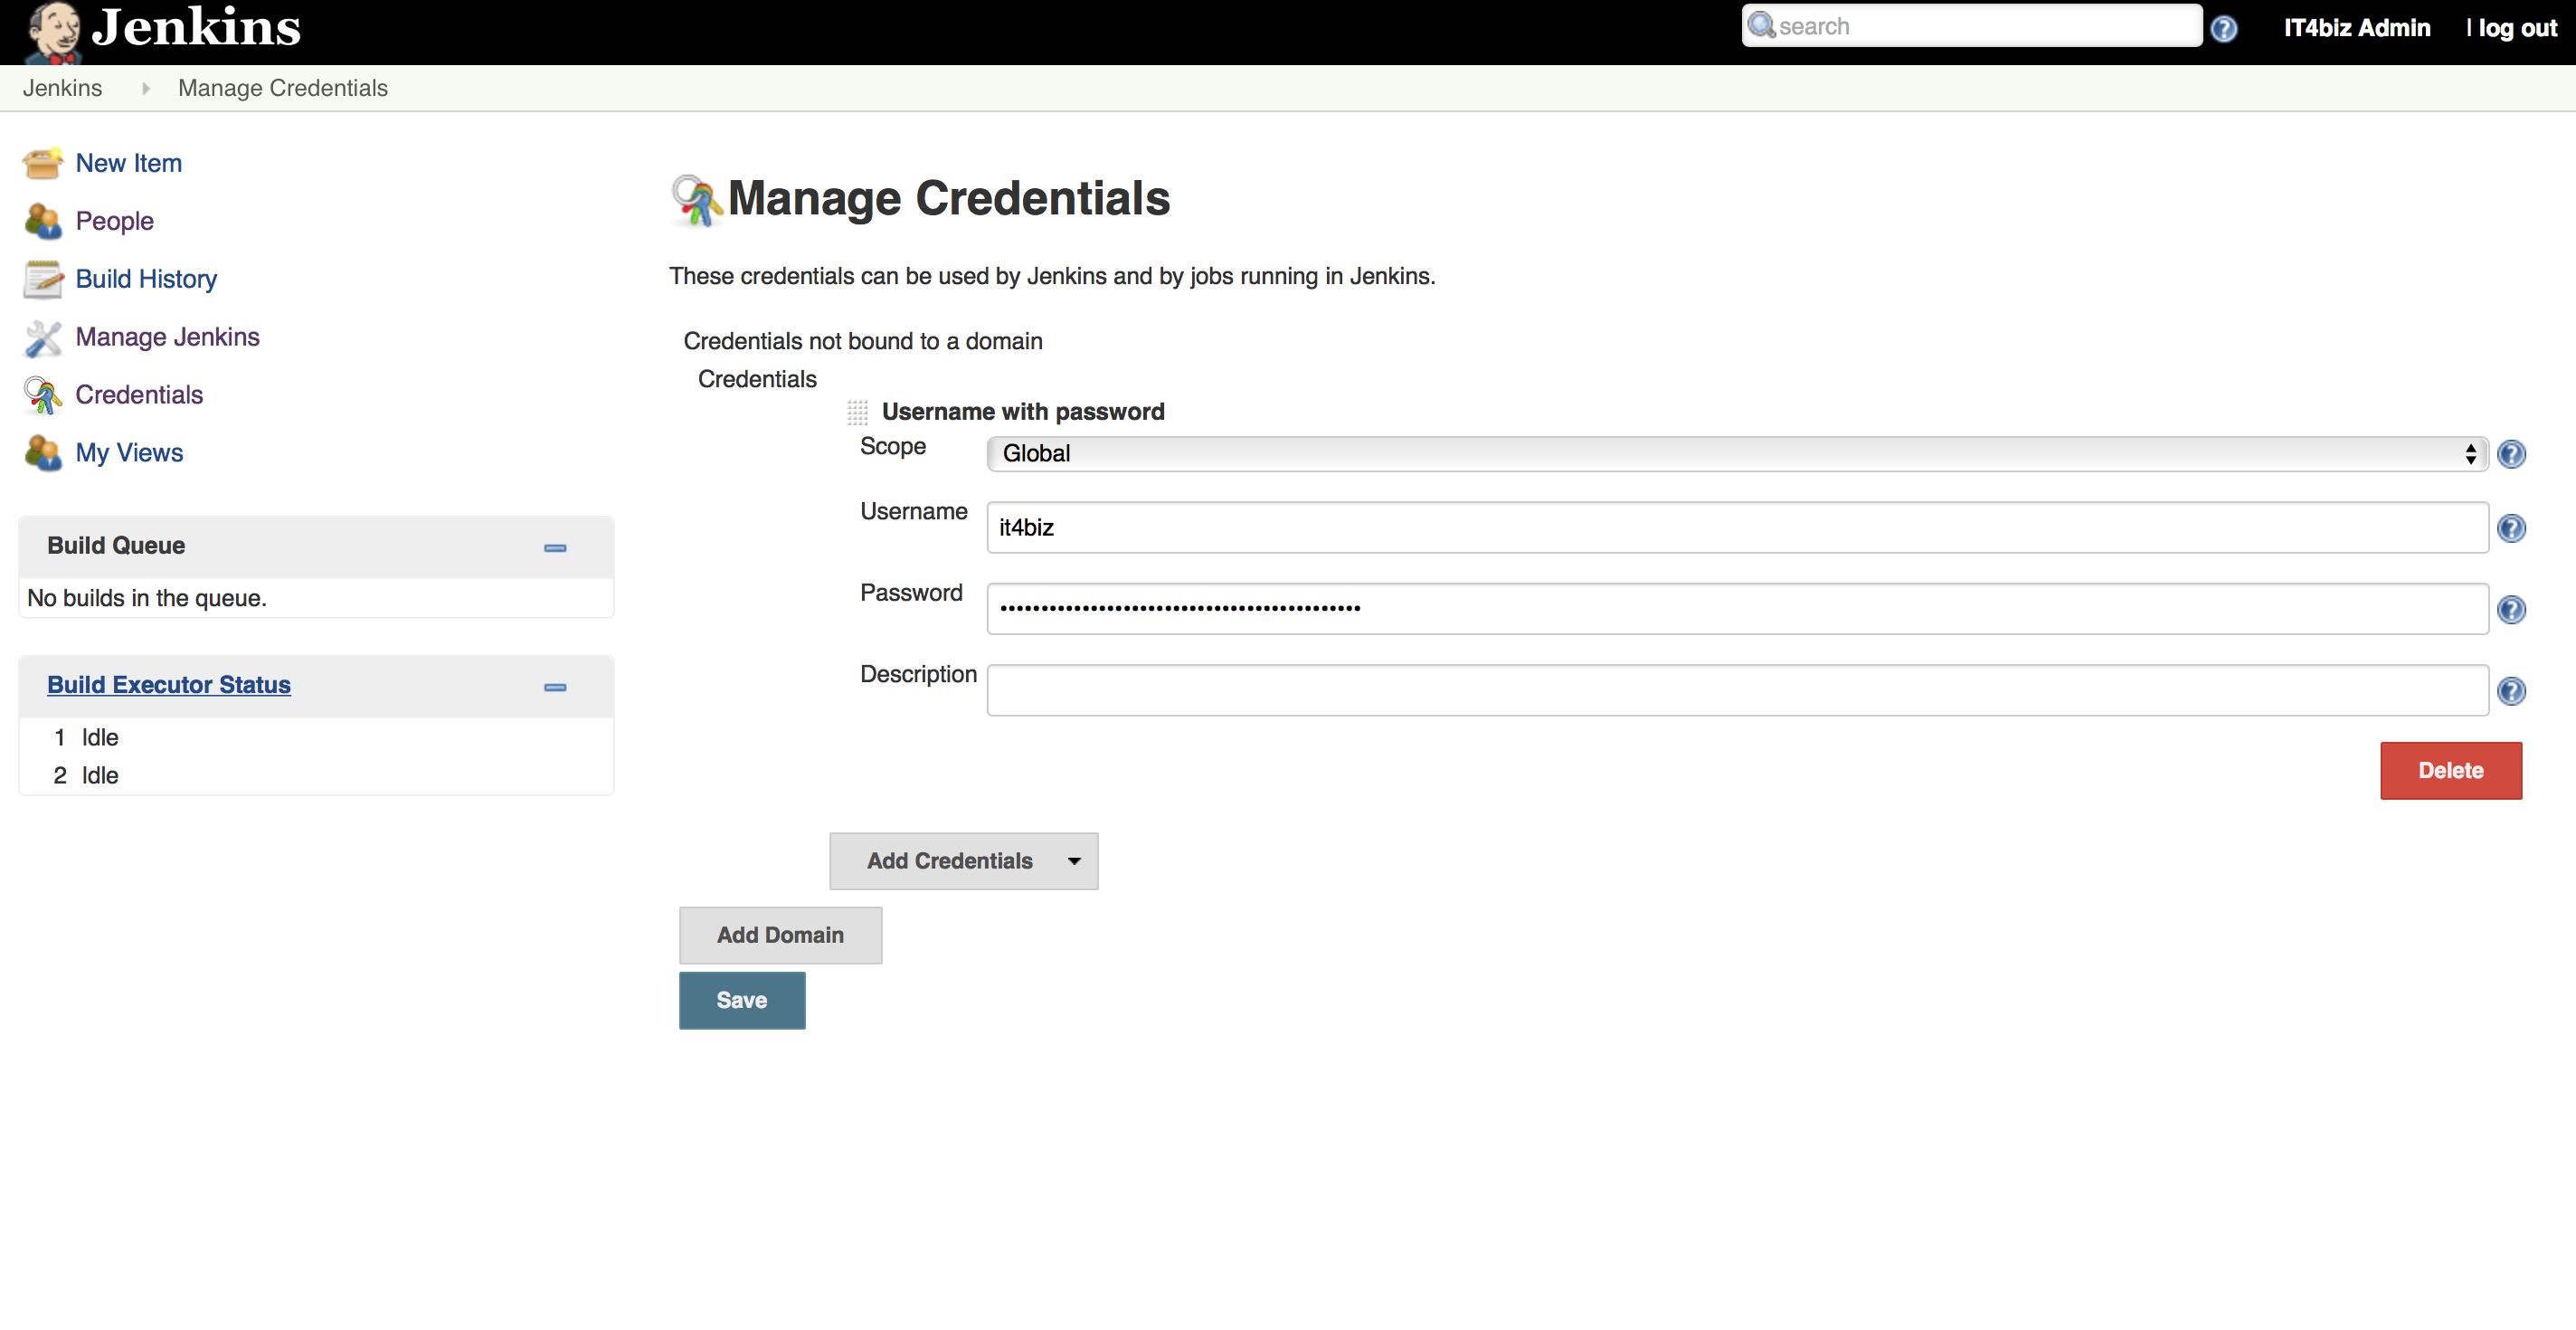 Jenkins
search
IT4biz Admin | log out
Jenkins Manage Credentials
New Item
People
Build History
Manage Jenkins
Credentials
My Views
Build Queue
No builds in the queue.
Build Executor Status
1 Idle
2 Idle
Manage Credentials
These credentials can be used by Jenkins and by jobs running in Jenkins.
Credentials not bound to a domain
Credentials
Username with password
Scope Global
Username it4biz
Password
Description
Delete
Add Credentials
Add Domain
Save